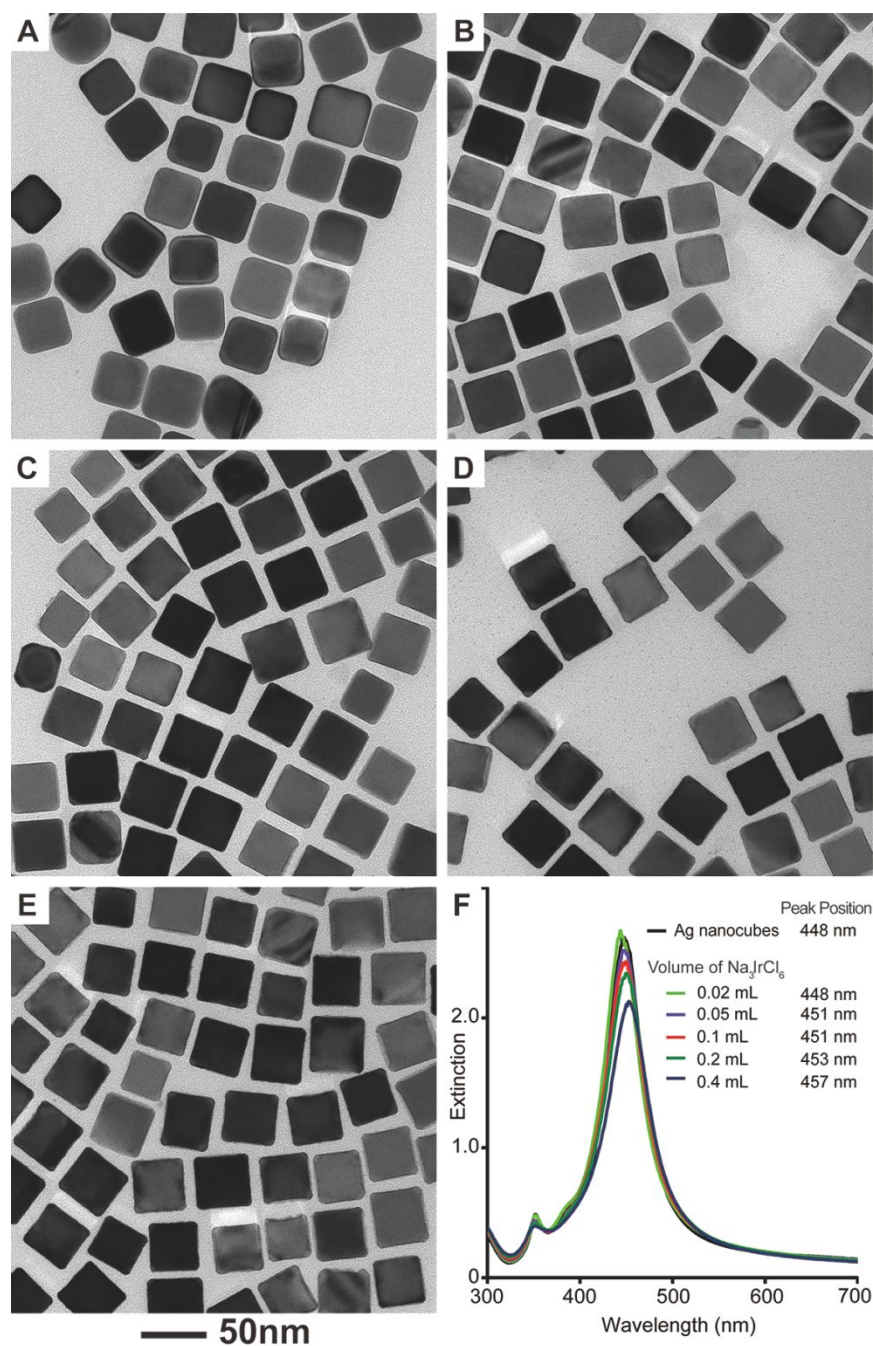 A
B
C
D
E
F
Peak Position
Ag nanocubes 448 nm
Volume of Na₃IrCl₆
0.02 mL 448 nm
0.05 mL 451 nm
0.1 mL 451 nm
0.2 mL 453 nm
0.4 mL 457 nm
2.0
1.0
0
Extinction
300 400 500 600 700
Wavelength (nm)
50nm